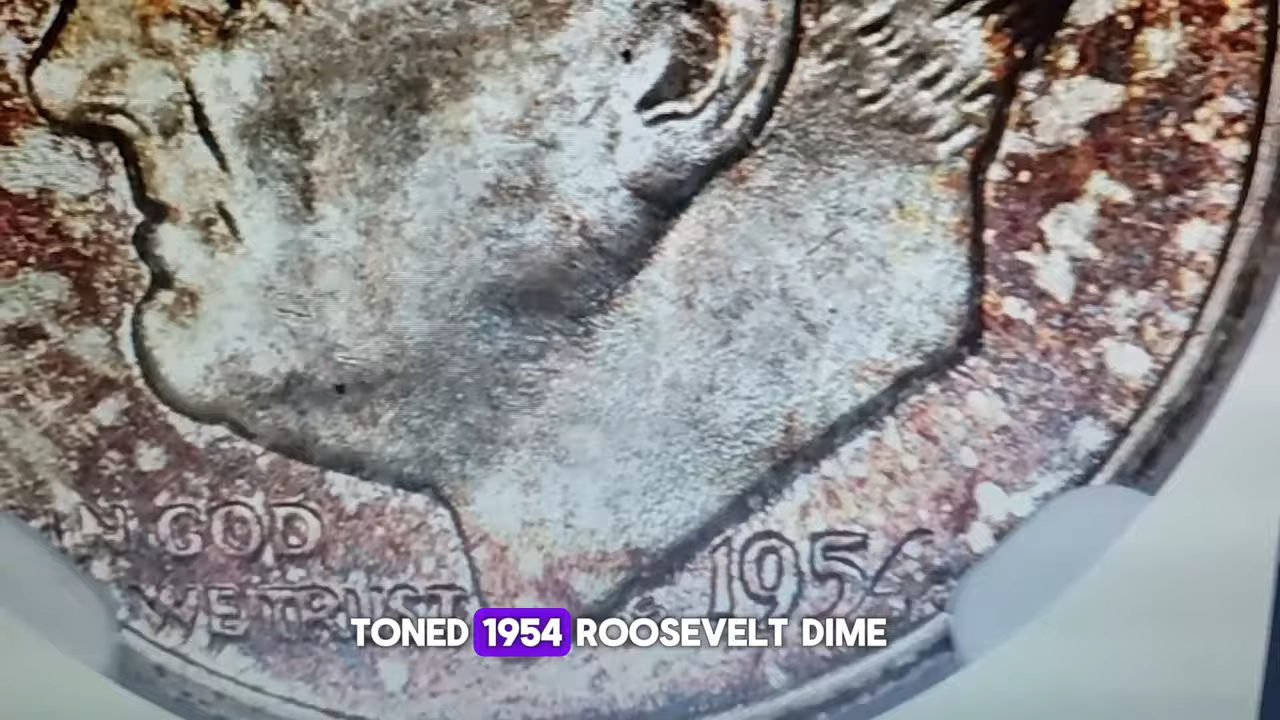 IN GOD
WE TRUST
1954
TONED 1954 ROOSEVELT DIME